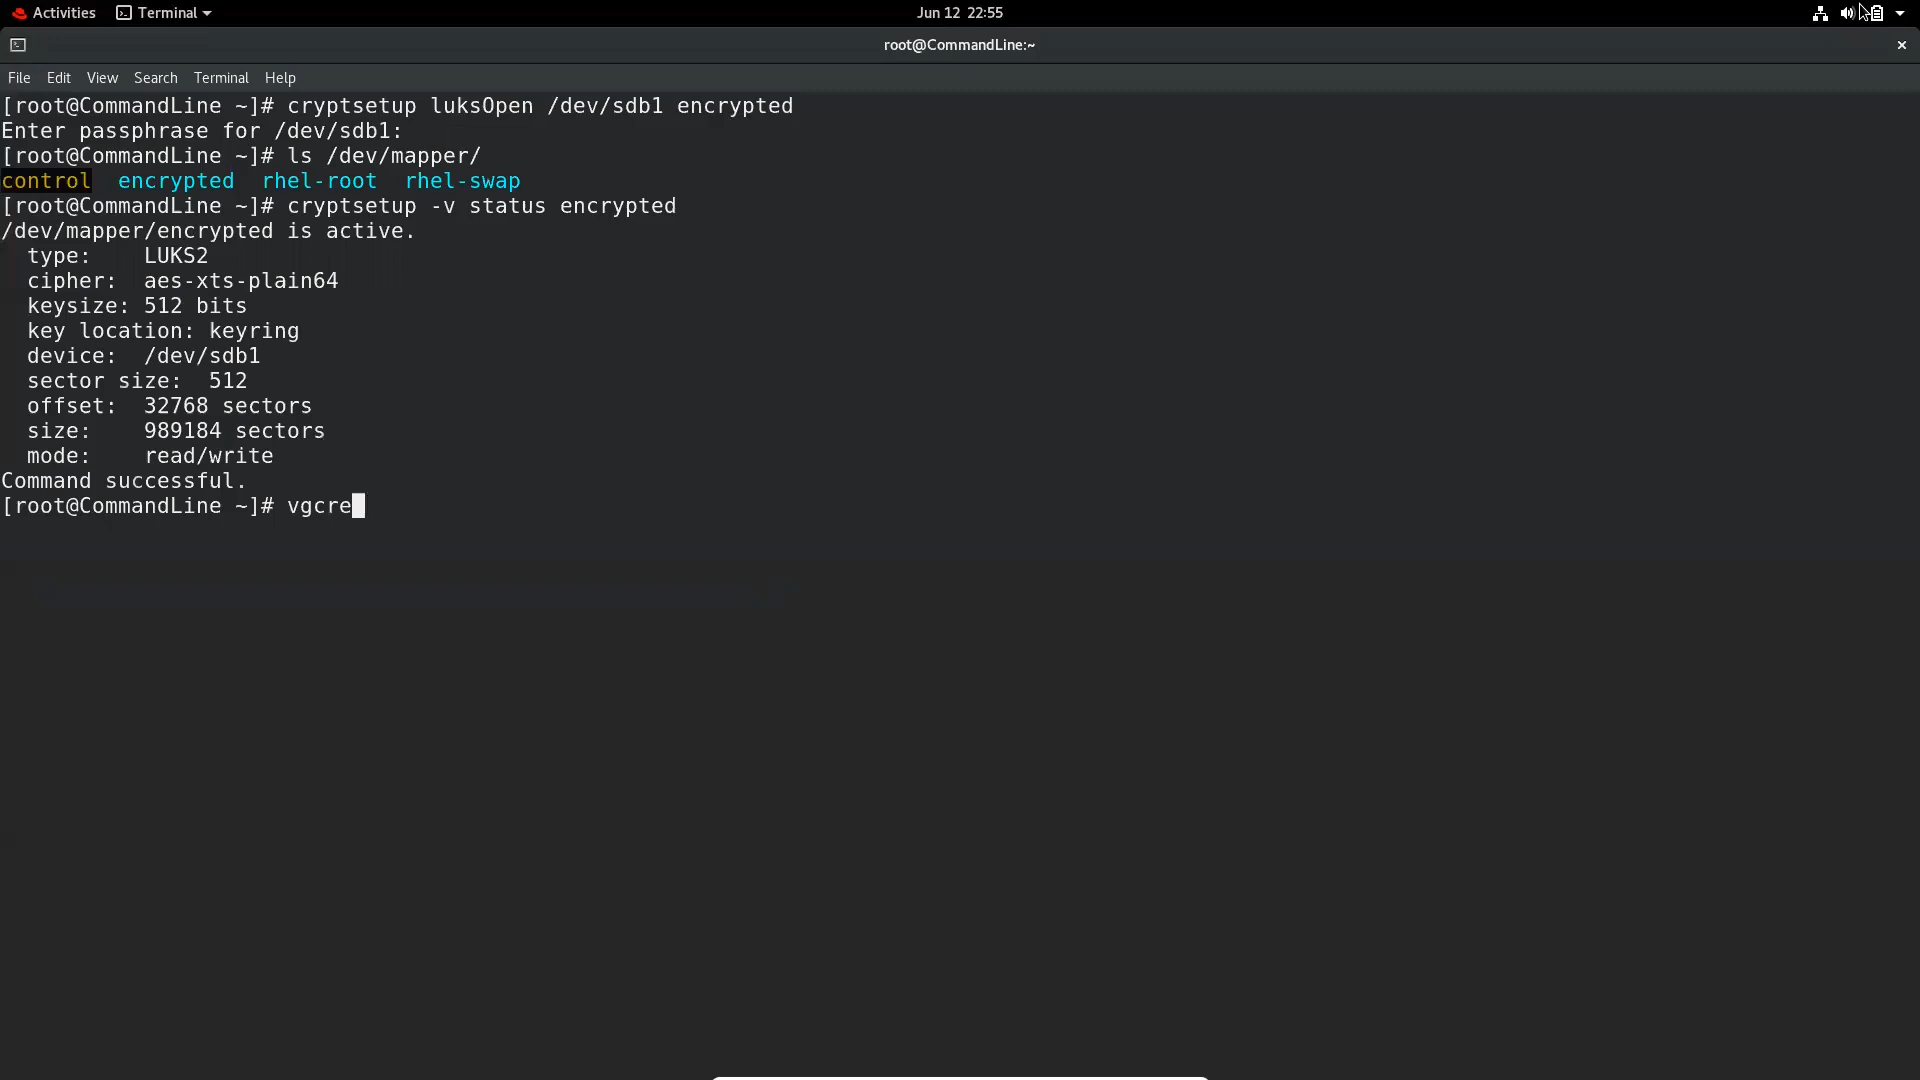 Activities Terminal Jun 12 22:55
root@CommandLine:~
File Edit View Search Terminal Help
[root@CommandLine ~]# cryptsetup luksOpen /dev/sdb1 encrypted
Enter passphrase for /dev/sdb1:
[root@CommandLine ~]# ls /dev/mapper/
control encrypted rhel-root rhel-swap
[root@CommandLine ~]# cryptsetup -v status encrypted
/dev/mapper/encrypted is active.
type: LUKS2
cipher: aes-xts-plain64
keysize: 512 bits
key location: keyring
device: /dev/sdb1
sector size: 512
offset: 32768 sectors
size: 989184 sectors
mode: read/write
Command successful.
[root@CommandLine ~]# vgcre